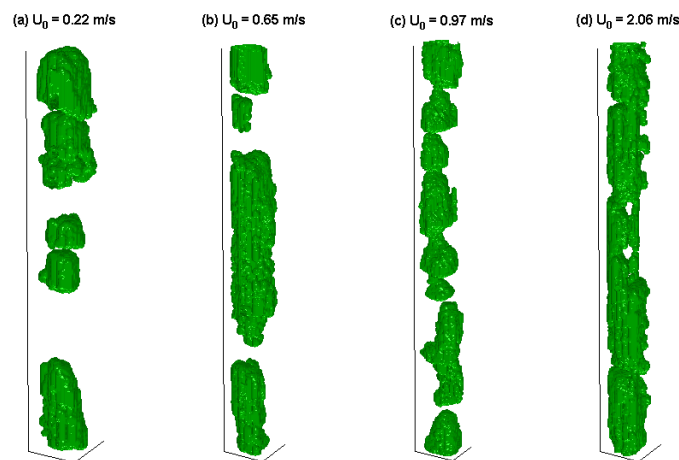 (a) U₀ = 0.22 m/s
(b) U₀ = 0.65 m/s
(c) U₀ = 0.97 m/s
(d) U₀ = 2.06 m/s